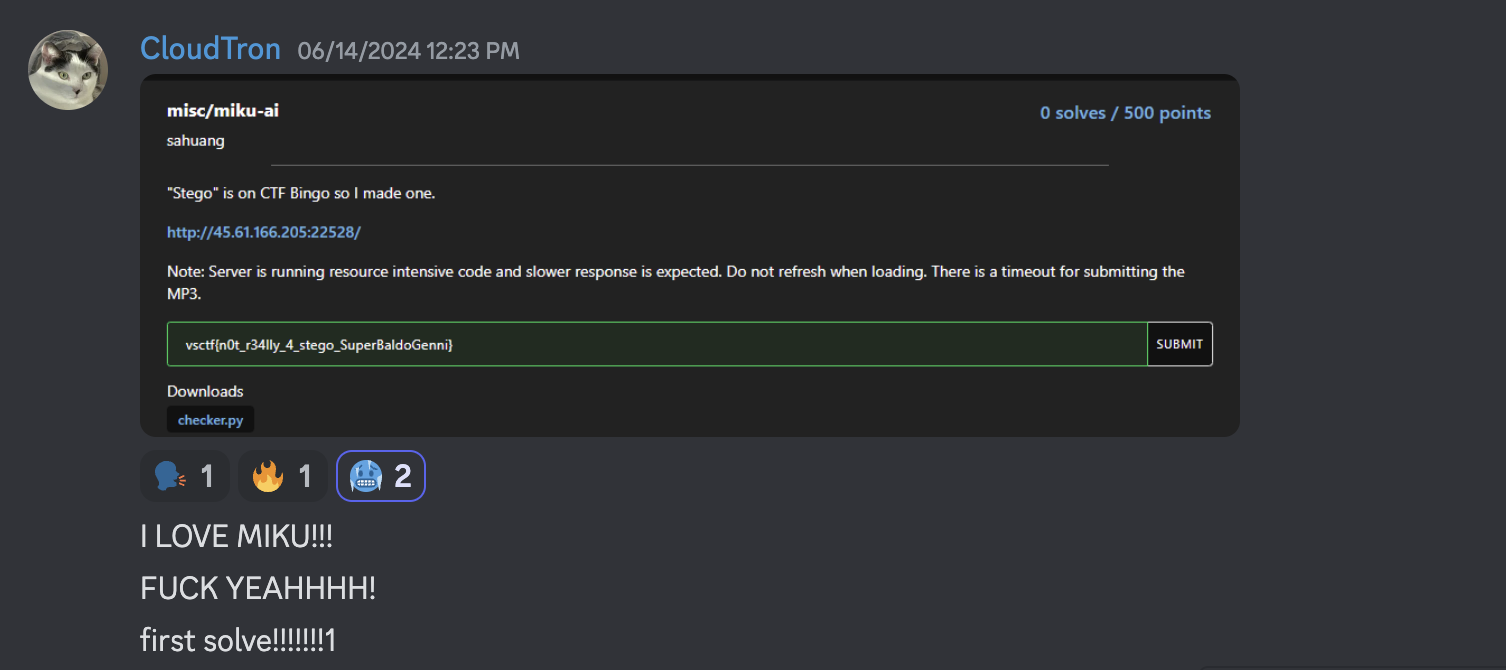 CloudTron 06/14/2024 12:23 PM
misc/miku-ai 0 solves / 500 points
sahuang
"Stego" is on CTF Bingo so I made one.
http://45.61.166.205:22528/
Note: Server is running resource intensive code and slower response is expected. Do not refresh when loading. There is a timeout for submitting the
MP3.
vsctf{n0t_r34lly_4_stego_SuperBaldoGenni} SUBMIT
Downloads
checker.py
1 1 2
I LOVE MIKU!!!
FUCK YEAHHHH!
first solve!!!!!!!1